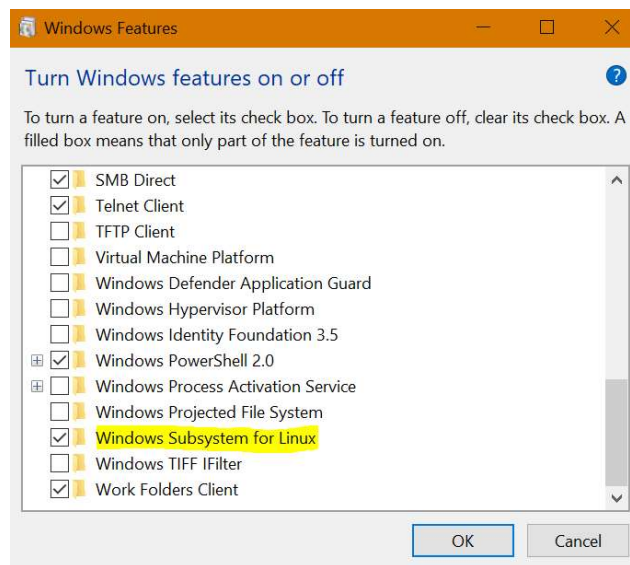 Windows Features
Turn Windows features on or off
?
To turn a feature on, select its check box. To turn a feature off, clear its check box. A
filled box means that only part of the feature is turned on.
SMB Direct
Telnet Client
TFTP Client
Virtual Machine Platform
Windows Defender Application Guard
Windows Hypervisor Platform
Windows Identity Foundation 3.5
Windows PowerShell 2.0
Windows Process Activation Service
Windows Projected File System
Windows Subsystem for Linux
Windows TIFF IFilter
Work Folders Client
OK
Cancel